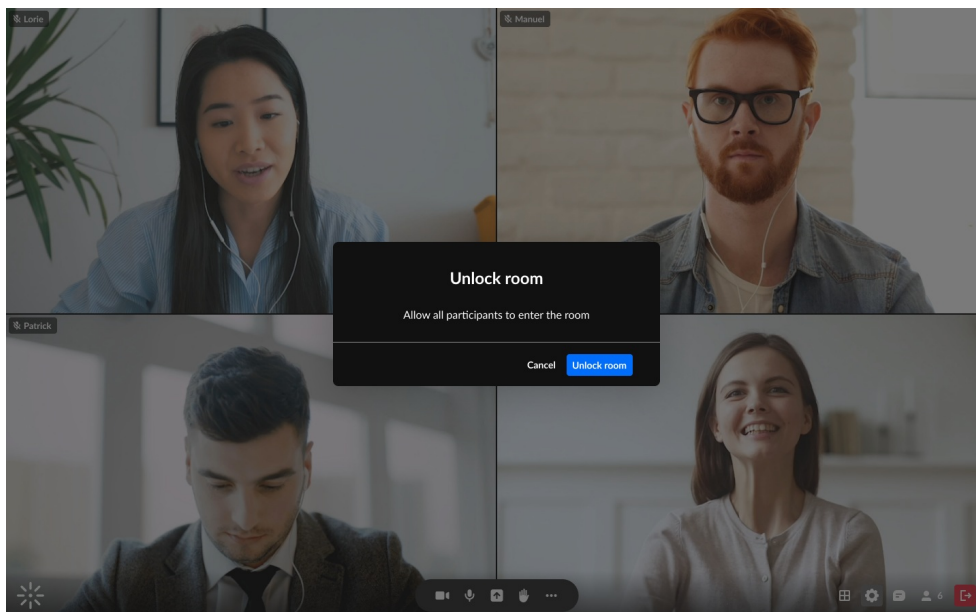 Lorie
Manuel
Unlock room
Allow all participants to enter the room
Cancel Unlock room
Patrick
6